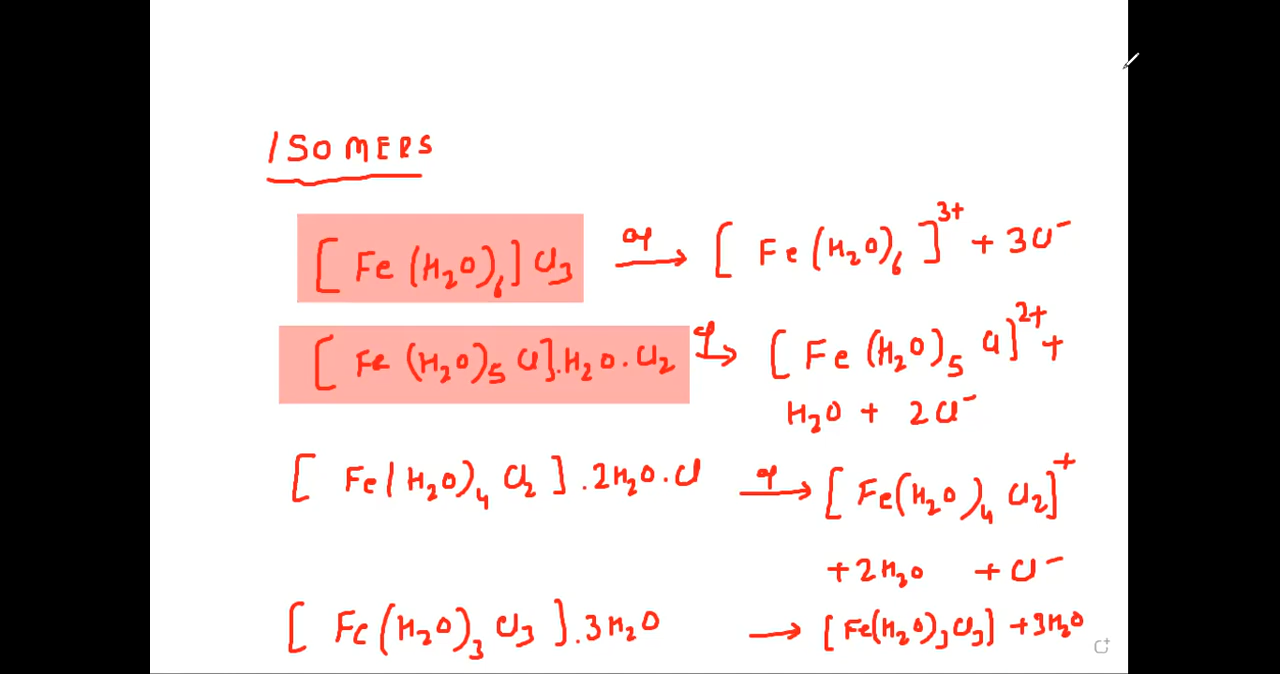 ISOMERS
[Fe(H₂O)₆]Cl₃ —aq→ [Fe(H₂O)₆]³⁺ + 3Cl⁻
[Fe(H₂O)₅Cl].H₂O.Cl₂ —aq→ [Fe(H₂O)₅Cl]²⁺ +
H₂O + 2Cl⁻
[Fe(H₂O)₄Cl₂].2H₂O.Cl —aq→ [Fe(H₂O)₄Cl₂]⁺
+2H₂O + Cl⁻
[Fe(H₂O)₃Cl₃].3H₂O → [Fe(H₂O)₃Cl₃] + 3H₂O